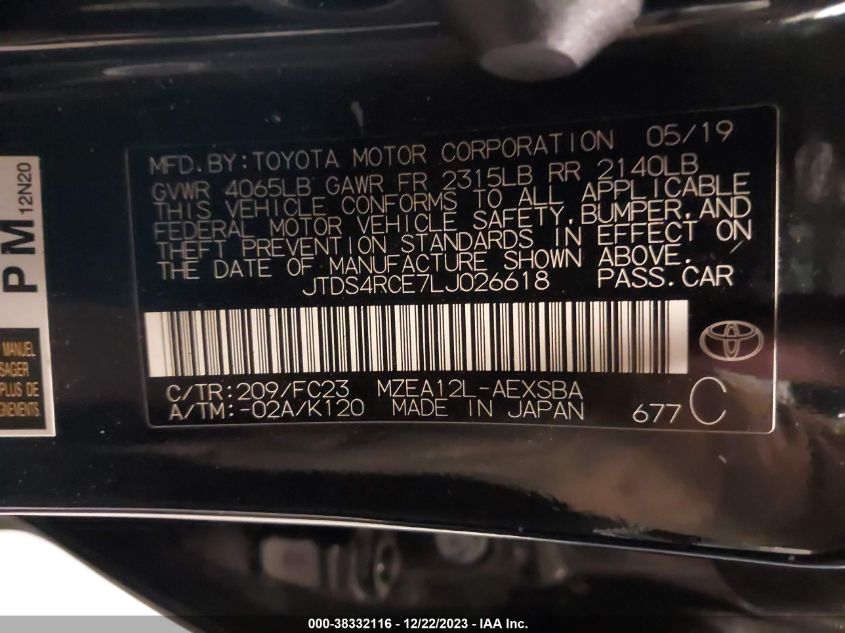 MFD.BY:TOYOTA MOTOR CORPORATION 05/19
GVWR 4065LB GAWR FR 2315LB RR 2140LB
THIS VEHICLE CONFORMS TO ALL APPLICABLE
FEDERAL MOTOR VEHICLE SAFETY,BUMPER,AND
THEFT PREVENTION STANDARDS IN EFFECT ON
THE DATE OF MANUFACTURE SHOWN ABOVE.
JTDS4RCE7LJ026618 PASS.CAR
C/TR:209/FC23 MZEA12L-AEXSBA
A/TM:-02A/K120 MADE IN JAPAN 677 C
PM 12N20
MANUEL
SAGER
PLUS
GNEMENTS
000-38332116 - 12/22/2023 - IAA Inc.